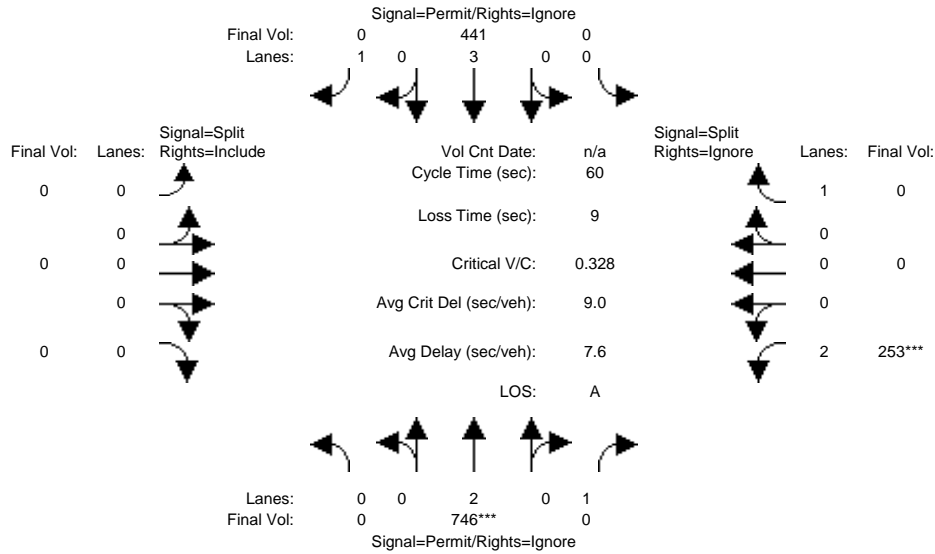 Signal=Permit/Rights=Ignore
Final Vol: 0 441 0
Lanes: 1 0 3 0 0
Signal=Split Signal=Split
Final Vol: Lanes: Rights=Include Vol Cnt Date: n/a Rights=Ignore Lanes: Final Vol:
Cycle Time (sec): 60
0 0 1 0
Loss Time (sec): 9
0 0
0 0 Critical V/C: 0.328 0 0
0 Avg Crit Del (sec/veh): 9.0 0
0 0 Avg Delay (sec/veh): 7.6 2 253***
LOS: A
Lanes: 0 0 2 0 1
Final Vol: 0 746*** 0
Signal=Permit/Rights=Ignore